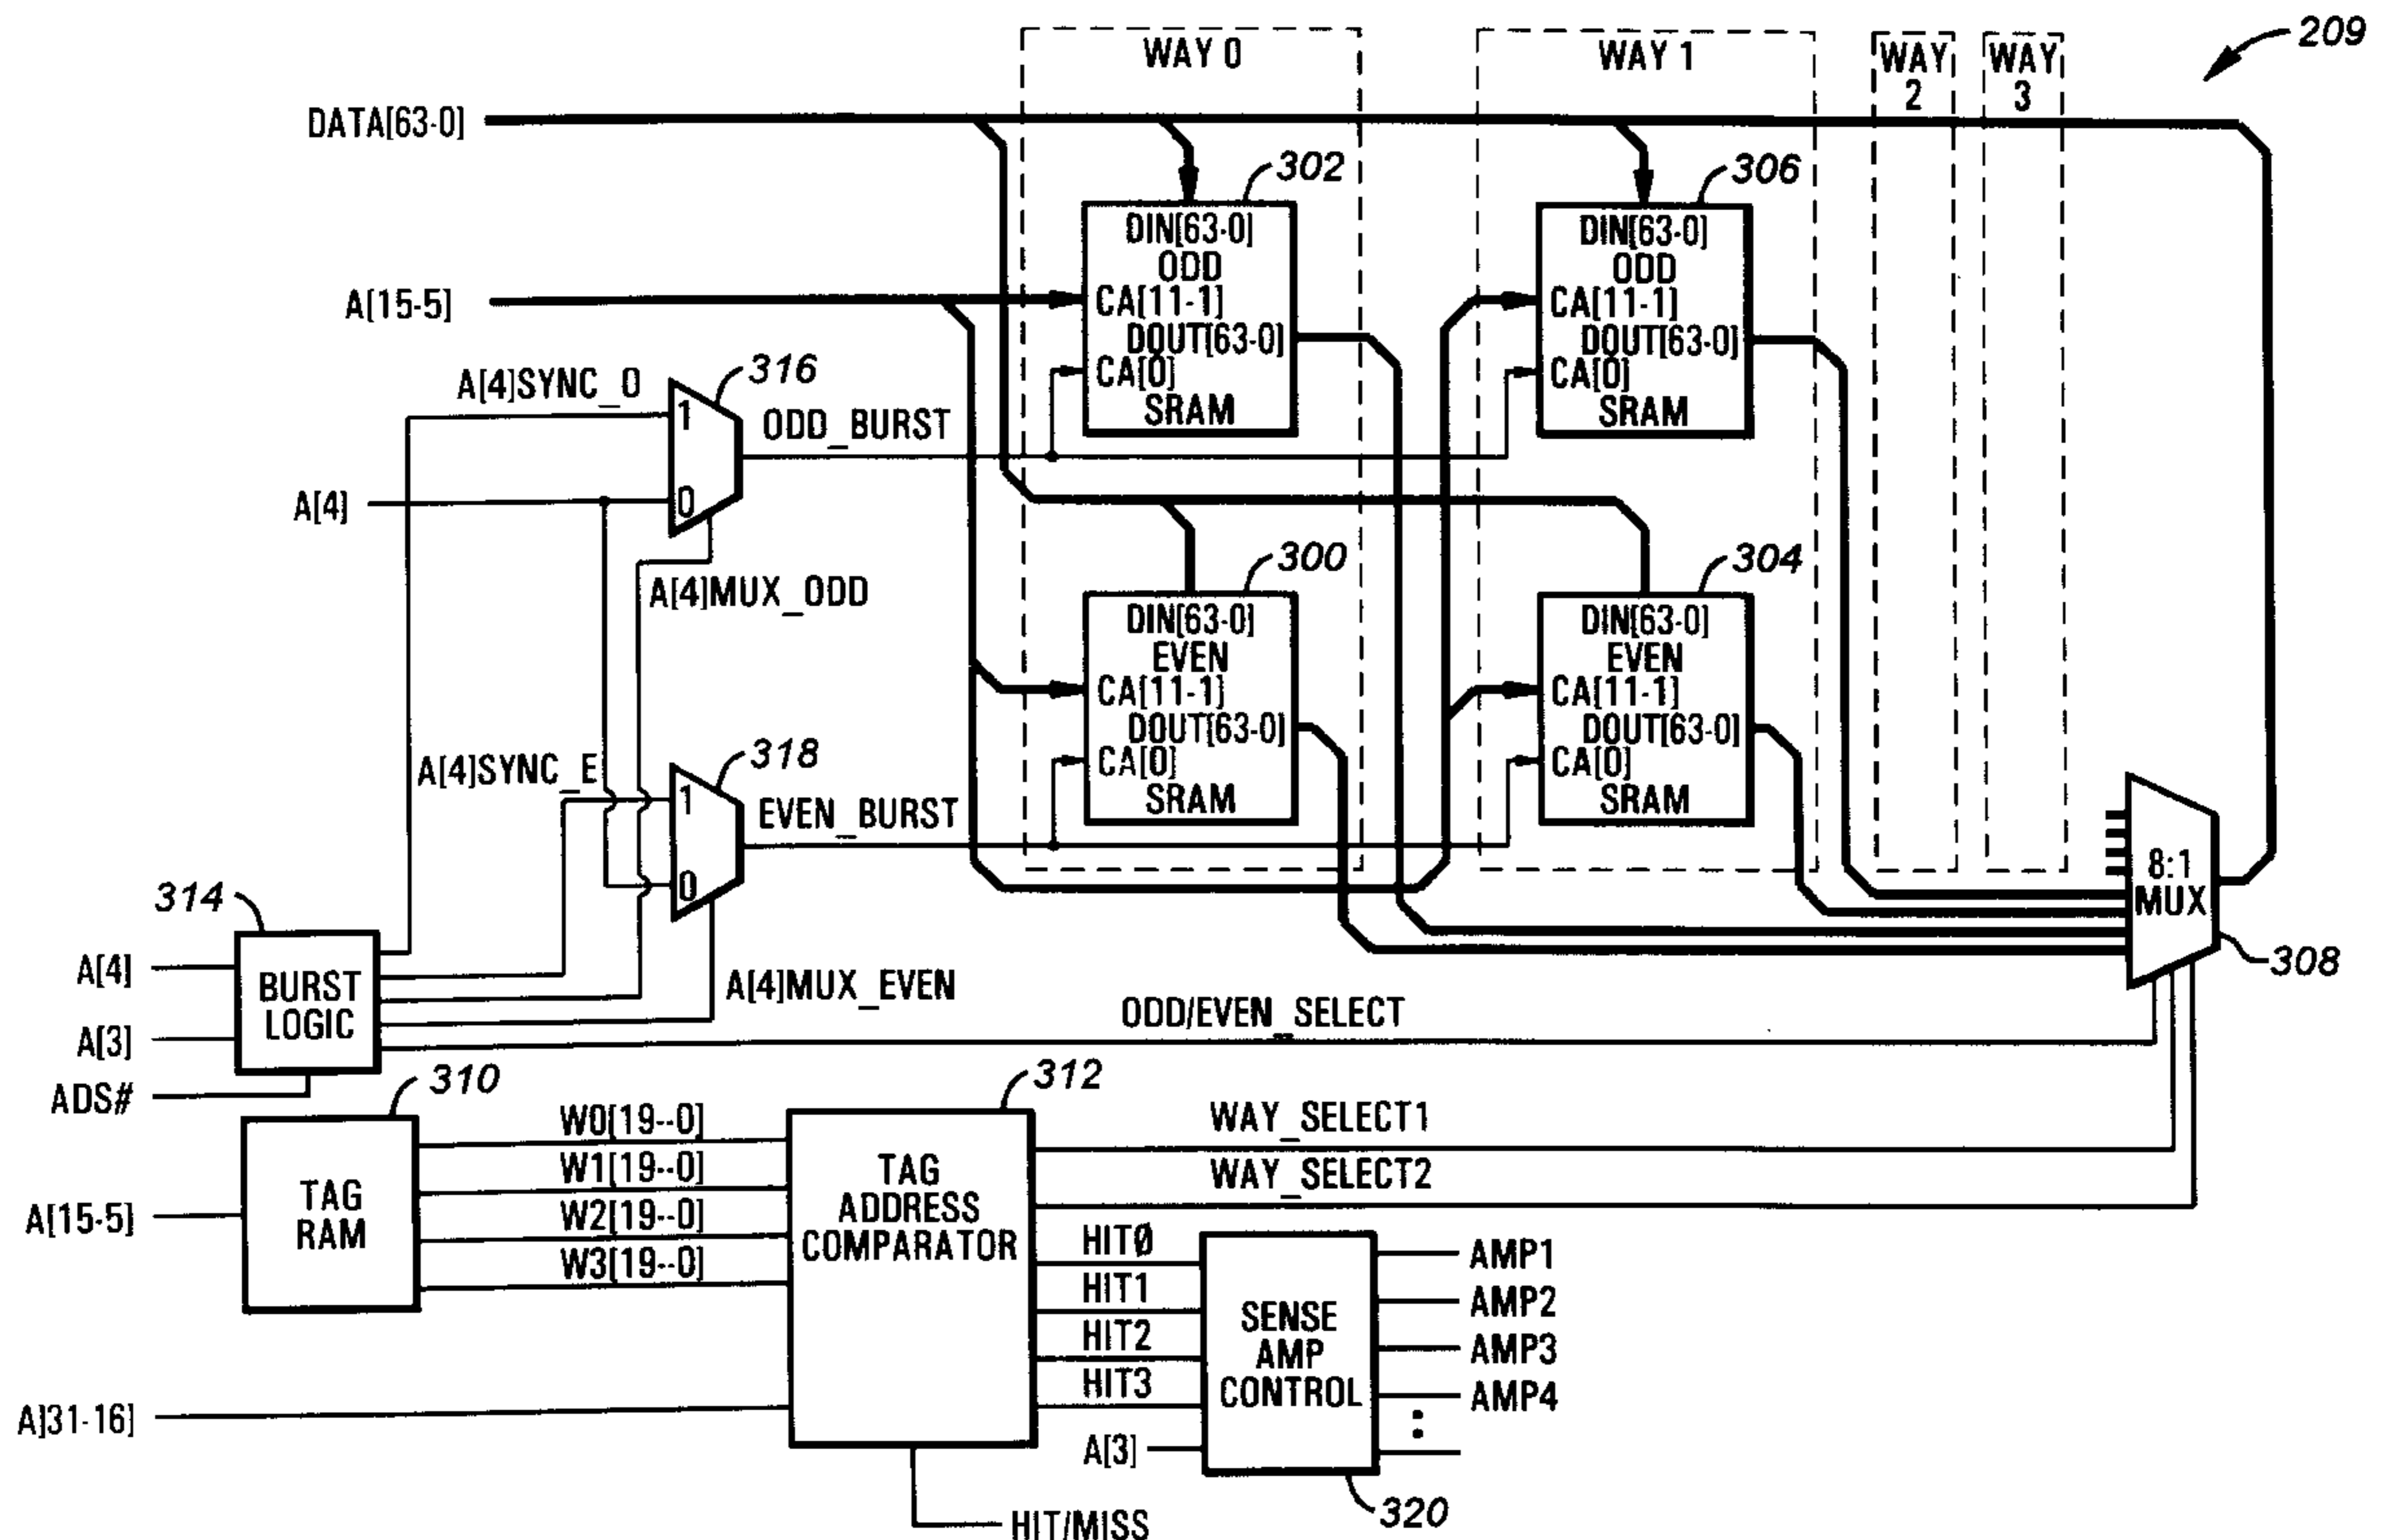 209
WAY 0
WAY 1
WAY
2
WAY
3
DATA[63-0]
302
306
DIN[63-0]
ODD
CA[11-1]
DOUT[63-0]
CA[0]
SRAM
DIN[63-0]
ODD
CA[11-1]
DOUT[63-0]
CA[0]
SRAM
A[15-5]
A[4]SYNC_O
316
1
0
ODD_BURST
A[4]
A[4]MUX_ODD
300
304
DIN[63-0]
EVEN
CA[11-1]
DOUT[63-0]
CA[0]
SRAM
DIN[63-0]
EVEN
CA[11-1]
DOUT[63-0]
CA[0]
SRAM
A[4]SYNC_E
318
1
0
EVEN_BURST
8:1
MUX
308
314
A[4]
A[3]
ADS#
BURST
LOGIC
A[4]MUX_EVEN
ODD/EVEN_SELECT
310
312
TAG
RAM
A[15-5]
W0[19--0]
W1[19--0]
W2[19--0]
W3[19--0]
TAG
ADDRESS
COMPARATOR
WAY_SELECT1
WAY_SELECT2
HITØ
HIT1
HIT2
HIT3
A[3]
SENSE
AMP
CONTROL
AMP1
AMP2
AMP3
AMP4
:
A]31-16]
320
HIT/MISS